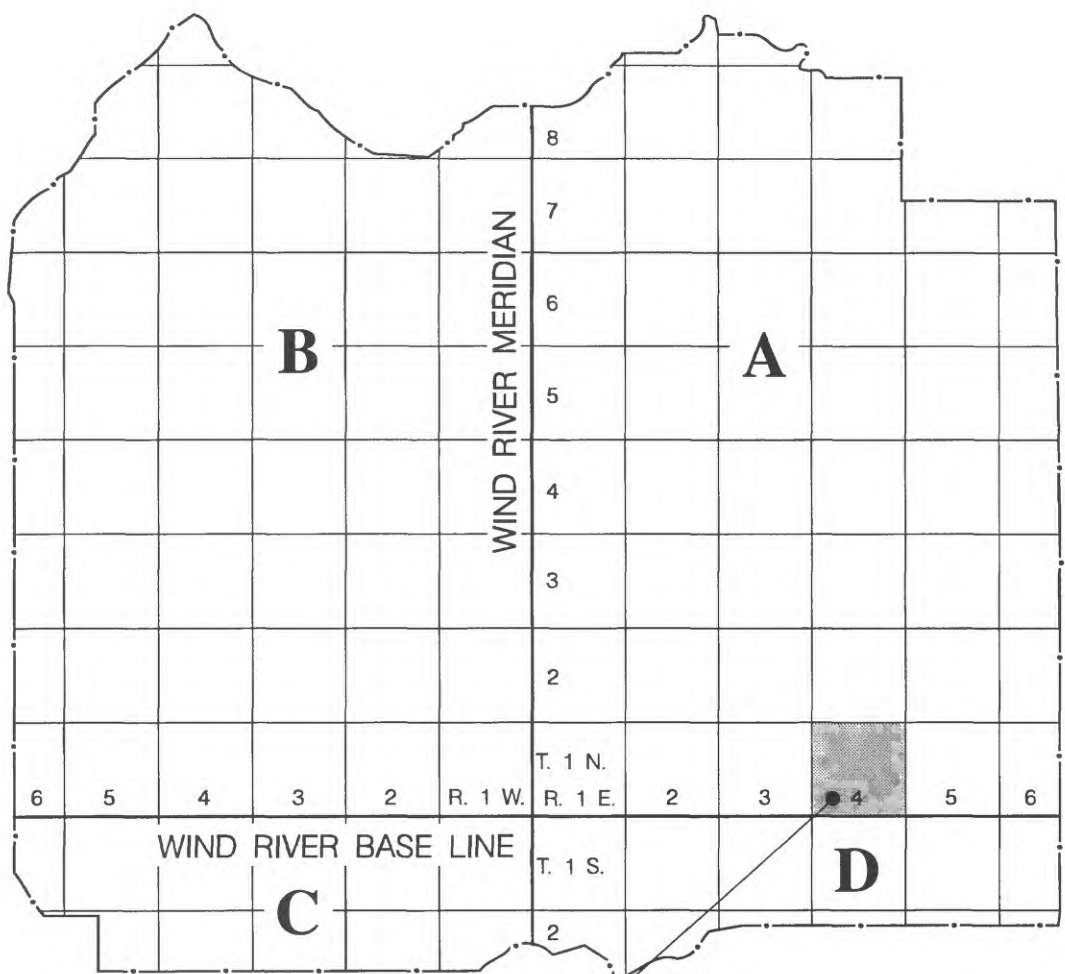 8
7
WIND RIVER MERIDIAN
6
B
A
5
4
3
2
T. 1 N.
6 5 4 3 2 R. 1 W. R. 1 E. 2 3 4 5 6
WIND RIVER BASE LINE
T. 1 S.
D
C
2